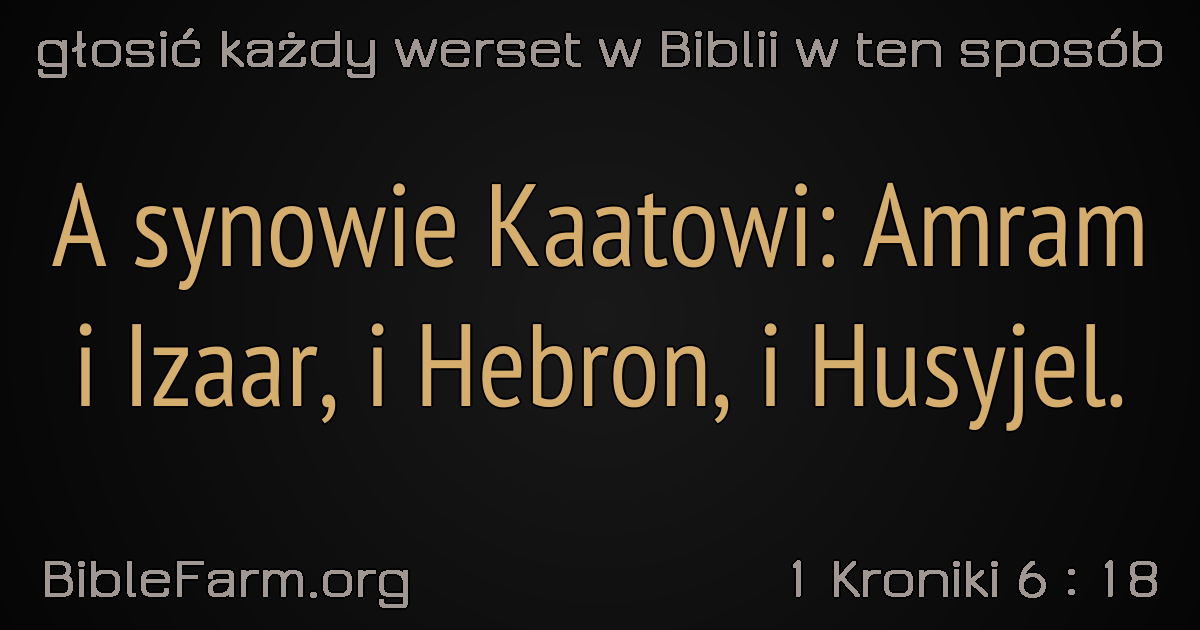 głosić każdy werset w Biblii w ten sposób
A synowie Kaatowi: Amram
i Izaar, i Hebron, i Husyjel.
BibleFarm.org
1 Kroniki 6 : 18